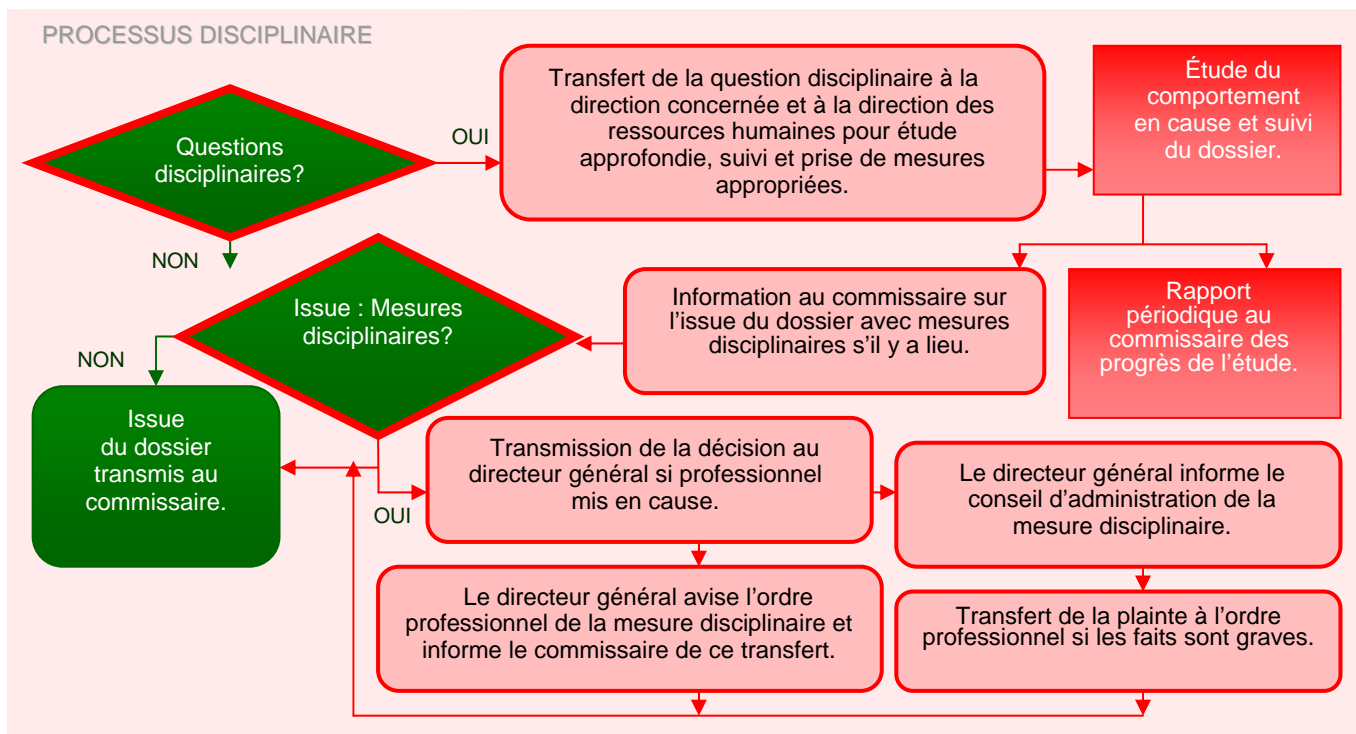 PROCESSUS DISCIPLINAIRE
Questions
disciplinaires?
OUI
Transfert de la question disciplinaire à la
direction concernée et à la direction des
ressources humaines pour étude
approfondie, suivi et prise de mesures
appropriées.
Étude du
comportement
en cause et suivi
du dossier.
NON
Issue : Mesures
disciplinaires?
Information au commissaire sur
l’issue du dossier avec mesures
disciplinaires s’il y a lieu.
Rapport
périodique au
commissaire des
progrès de l’étude.
NON
Issue
du dossier
transmis au
commissaire.
OUI
Transmission de la décision au
directeur général si professionnel
mis en cause.
Le directeur général informe le
conseil d’administration de la
mesure disciplinaire.
Le directeur général avise l’ordre
professionnel de la mesure disciplinaire et
informe le commissaire de ce transfert.
Transfert de la plainte à l’ordre
professionnel si les faits sont graves.